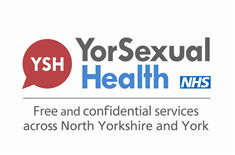 YSH
YorSexual
Health
NHS
Free and confidential services
across North Yorkshire and York